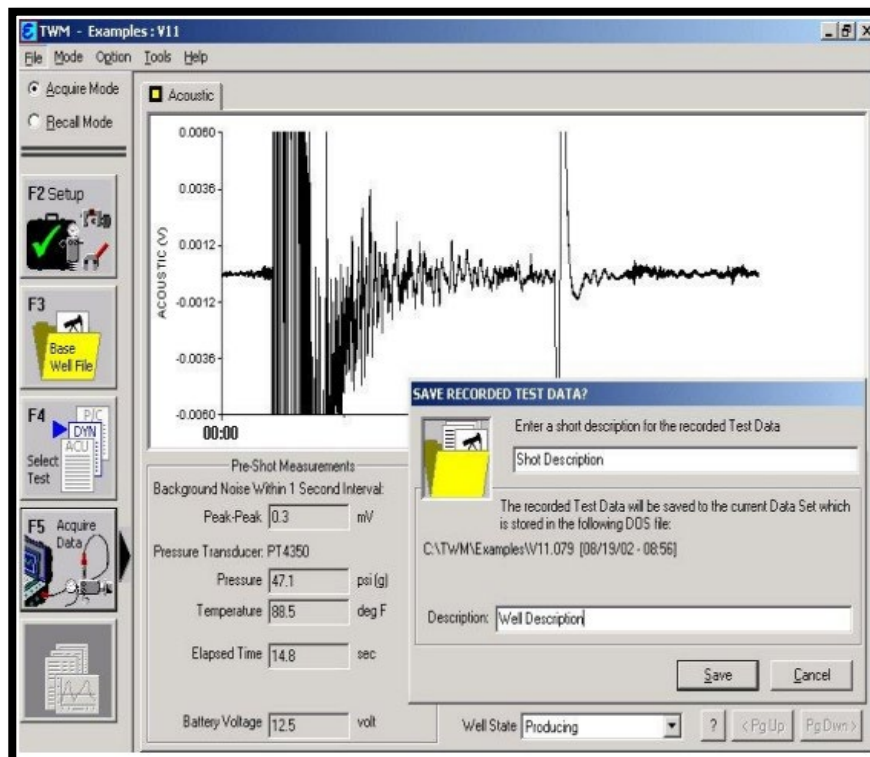 TWM - Examples : V11
File Mode Option Tools Help
Acquire Mode
Recall Mode
F2 Setup
F3
Base
Well File
F4
P/C
DYN
ACU
Select
Test
F5 Acquire
Data
Acoustic
ACOUSTIC (V)
0.0060
0.0036
0.0012
-0.0012
-0.0036
-0.0060
00:00
Pre-Shot Measurements
Background Noise Within 1 Second Interval:
Peak-Peak 0.3 mV
Pressure Transducer: PT4350
Pressure 47.1 psi (g)
Temperature 88.5 deg F
Elapsed Time 14.8 sec
Battery Voltage 12.5 volt
SAVE RECORDED TEST DATA?
Enter a short description for the recorded Test Data
Shot Description
The recorded Test Data will be saved to the current Data Set which
is stored in the following DOS file:
C:\TWM\Examples\V11.079 [08/19/02 - 08:56]
Description: Well Description
Save Cancel
Well State Producing ? < Pg Up Pg Dwn >